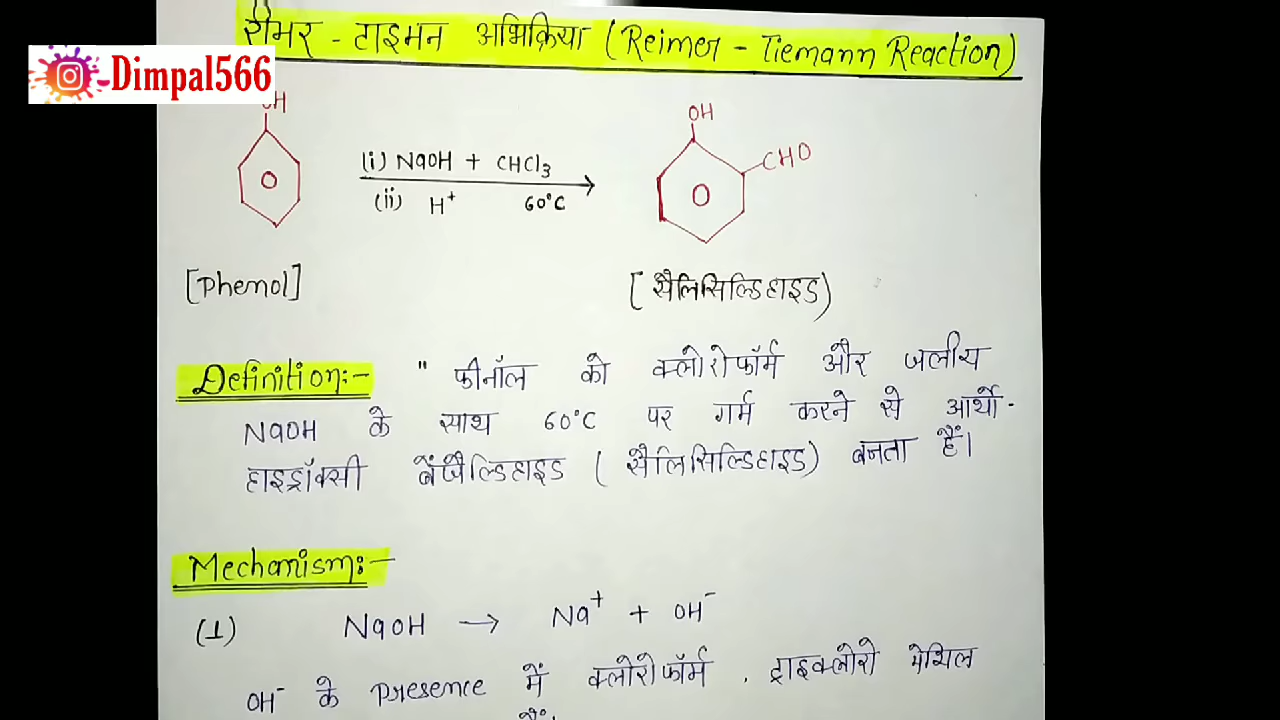 रीमर - टाइमन अभिक्रिया (Reimer - Tiemann Reaction)
Dimpal566
OH
OH
CHO
(i) NaOH + CHCl3
(ii) H+ 60°C
[Phenol]
[सैलिसिल्डिहाइड)
Definition:- " फीनॉल को क्लोरोफॉर्म और जलीय
NaOH के साथ 60°C पर गर्म करने से आर्थो-
हाइड्रॉक्सी बैंजैल्डिहाइड ( सैलिसिल्डिहाइड) बनता हैं।
Mechanism:-
(1) NaOH → Na+ + OH-
OH- के Presence में क्लोरोफॉर्म . ट्राइक्लोरो मेथिल